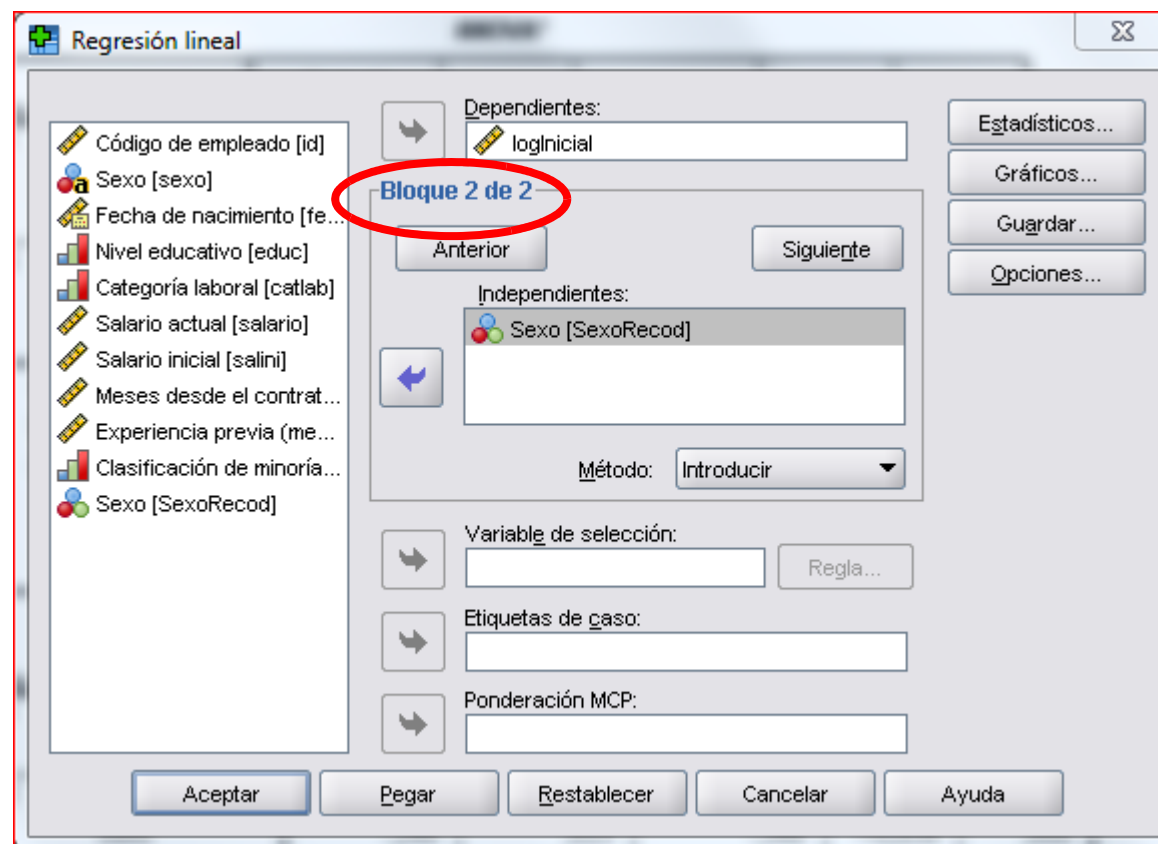 Regresión lineal
Código de empleado [id]
Sexo [sexo]
Fecha de nacimiento [fe...
Nivel educativo [educ]
Categoría laboral [catlab]
Salario actual [salario]
Salario inicial [salini]
Meses desde el contrat...
Experiencia previa (me...
Clasificación de minoría...
Sexo [SexoRecod]
Dependientes:
logInicial
Bloque 2 de 2
Anterior
Siguiente
Independientes:
Sexo [SexoRecod]
Método: Introducir
Variable de selección:
Regla...
Etiquetas de caso:
Ponderación MCP:
Estadísticos...
Gráficos...
Guardar...
Opciones...
Aceptar
Pegar
Restablecer
Cancelar
Ayuda